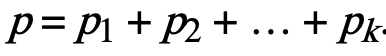 p = p₁ + p₂ + … + pₖ.